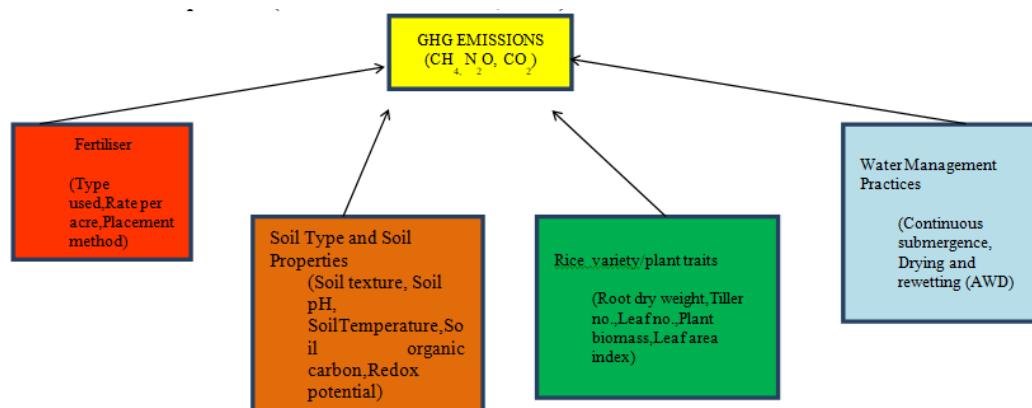 GHG EMISSIONS
(CH4, N2O, CO2)
Fertiliser
(Type
used,Rate per
acre,Placement
method)
Soil Type and Soil
Properties
(Soil texture, Soil
pH,
SoilTemperature,So
il organic
carbon,Redox
potential)
Rice variety/plant traits
(Root dry weight,Tiller
no.,Leaf no.,Plant
biomass,Leaf area
index)
Water Management
Practices
(Continuous
submergence,
Drying and
rewetting (AWD)